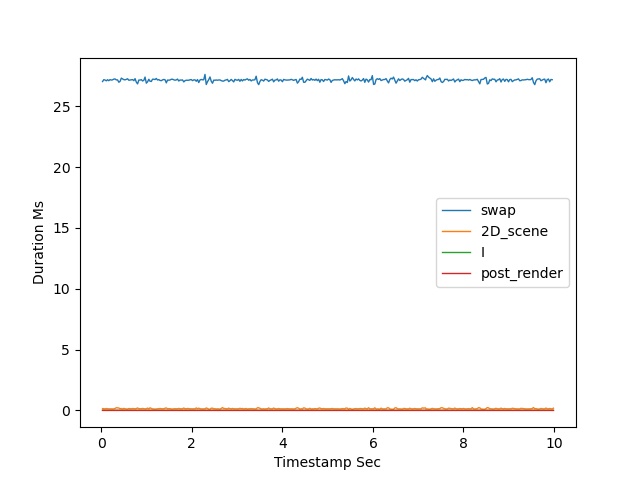 25
20
15
10
5
0
Duration Ms
swap
2D_scene
I
post_render
0 2 4 6 8 10
Timestamp Sec